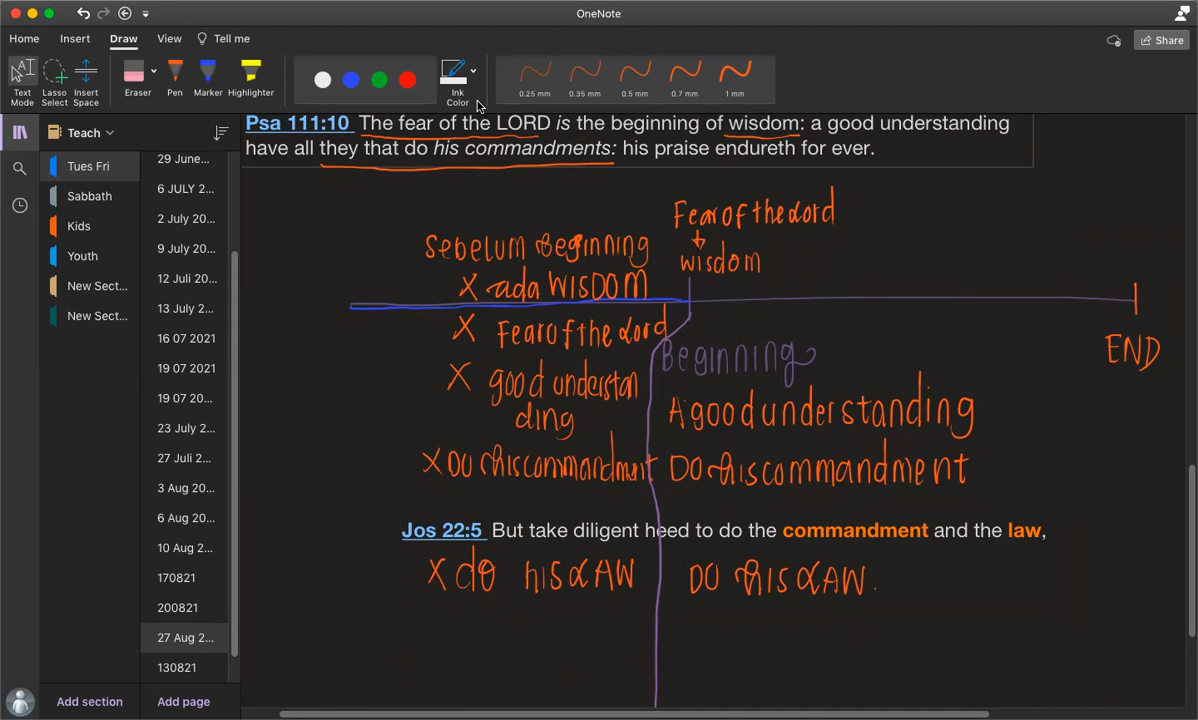 OneNote
Home Insert Draw View Tell me
Share
Text Mode
Lasso Select
Insert Space
Eraser
Pen
Marker
Highlighter
Ink Color
0.25 mm 0.35 mm 0.5 mm 0.7 mm 1 mm
Teach
Tues Fri
Sabbath
Kids
Youth
New Sect...
New Sect...
29 June...
6 JULY 2...
2 July 20...
9 July 20...
12 Juli 20...
13 July 2...
16 07 2021
19 07 2021
19 07 202...
23 July 2...
27 Juli 2...
3 Aug 20...
6 Aug 20...
10 Aug 2...
170821
200821
27 Aug 2...
130821
Add section
Add page
Psa 111:10 The fear of the LORD is the beginning of wisdom: a good understanding
have all they that do his commandments: his praise endureth for ever.
Fear of the Lord
wisdom
Sebelum Beginning
X ada WISDOM
X Fear of the Lord
X good understan
ding
X DO his commandment
Beginning
A good understanding
DO his commandment
END
Jos 22:5 But take diligent heed to do the commandment and the law,
X do his LAW
DO his LAW.